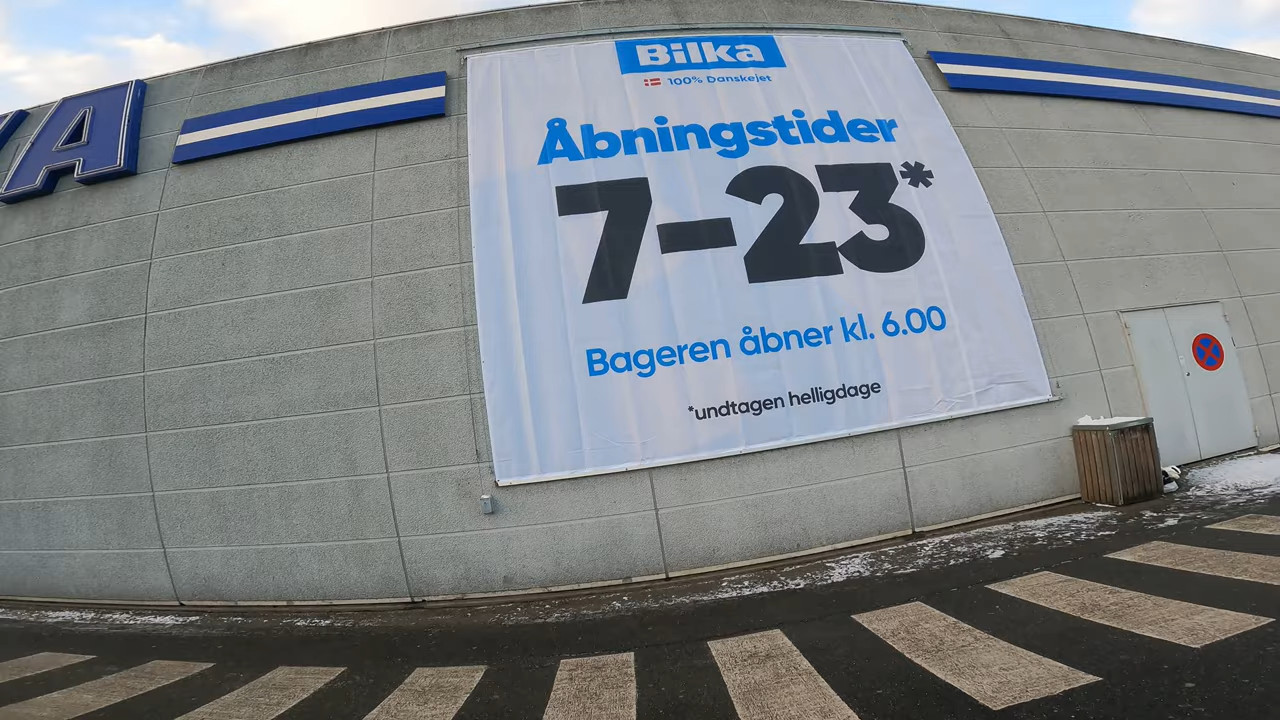 A
Bilka
100% Danskejet
Åbningstider
7–23*
Bageren åbner kl. 6.00
*undtagen helligdage